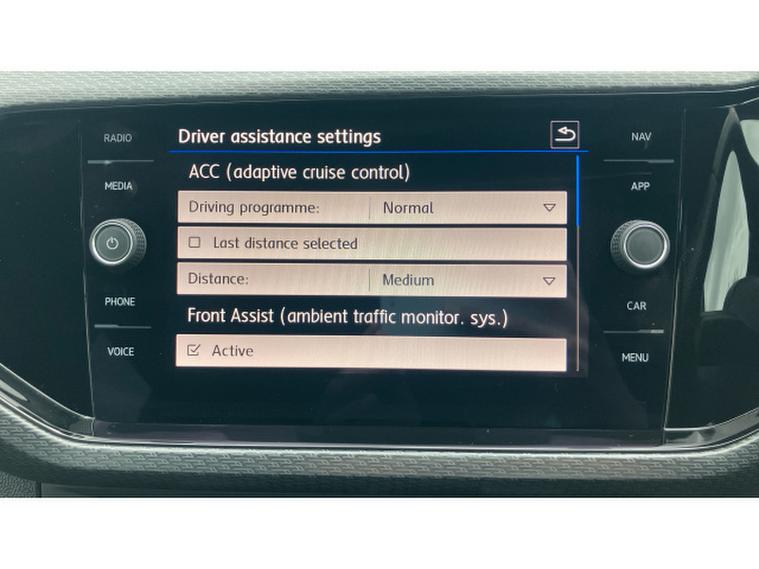 RADIO
MEDIA
PHONE
VOICE
Driver assistance settings
ACC (adaptive cruise control)
Driving programme: Normal
Last distance selected
Distance: Medium
Front Assist (ambient traffic monitor. sys.)
Active
NAV
APP
CAR
MENU